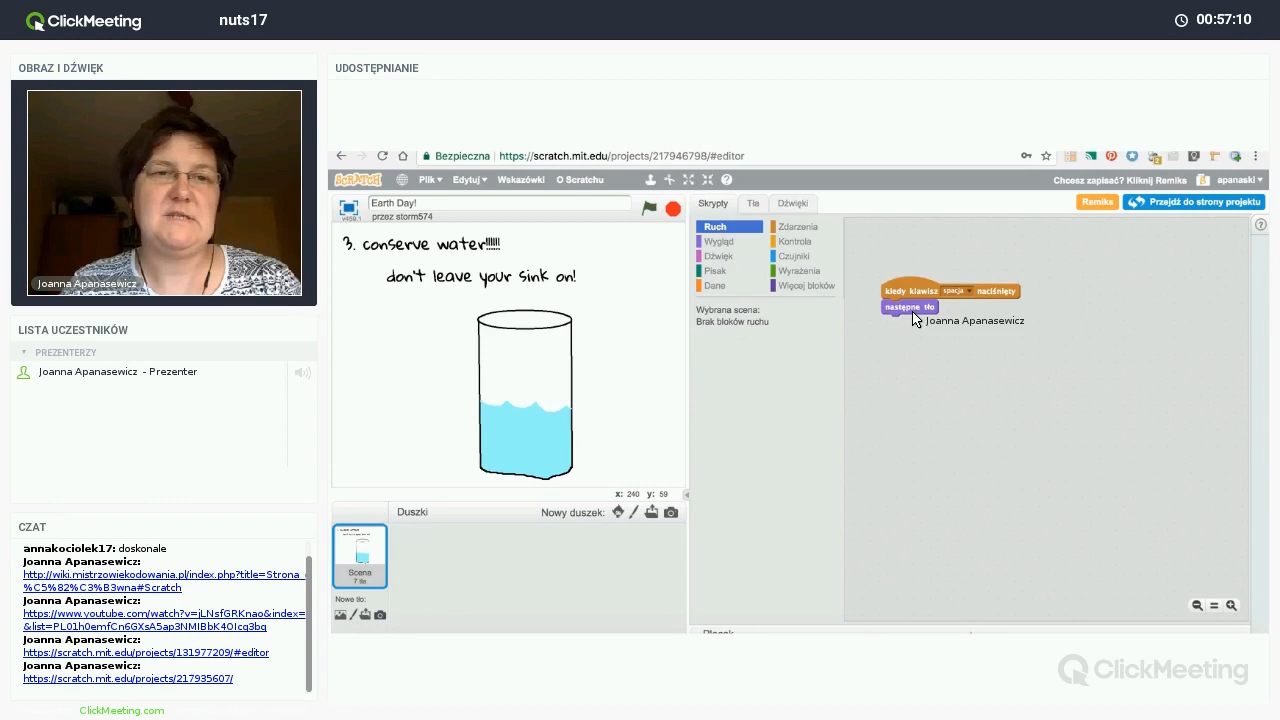 ClickMeeting
nuts17
00:57:10
OBRAZ I DŹWIĘK
Joanna Apanasewicz
LISTA UCZESTNIKÓW
PREZENTERZY
Joanna Apanasewicz - Prezenter
CZAT
annakociolek17: doskonale
Joanna Apanasewicz:
http://wiki.mistrzowiekodowania.pl/index.php?title=Strona_
%C5%82%C3%B3wna#Scratch
Joanna Apanasewicz:
https://www.youtube.com/watch?v=jLNsfGRKnao&index=
&list=PL01h0emfCn6GXsA5ap3NMIBbK4OIcq3bq
Joanna Apanasewicz:
https://scratch.mit.edu/projects/131977209/#editor
Joanna Apanasewicz:
https://scratch.mit.edu/projects/217935607/
ClickMeeting.com
UDOSTĘPNIANIE
Bezpieczna https://scratch.mit.edu/projects/217946798/#editor
SCRATCH Plik Edytuj Wskazówki O Scratchu Chcesz zapisać? Kliknij Remiks apanaski
v459.1 Earth Day!
przez storm574
Skrypty Tła Dźwięki Remiks Przejdź do strony projektu
3. conserve water!!!!!!
don't leave your sink on!
x: 240 y: 59
Ruch Zdarzenia
Wygląd Kontrola
Dźwięk Czujniki
Pisak Wyrażenia
Dane Więcej bloków
Wybrana scena:
Brak bloków ruchu
kiedy klawisz spacja naciśnięty
następne tło
Joanna Apanasewicz
Duszki Nowy duszek:
Scena
7 tła
Nowe tło:
Plecak
ClickMeeting